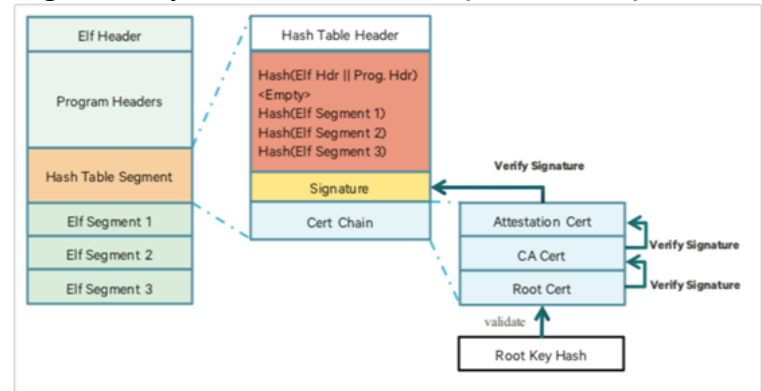 Elf Header
Program Headers
Hash Table Segment
Elf Segment 1
Elf Segment 2
Elf Segment 3
Hash Table Header
Hash(Elf Hdr || Prog. Hdr)
<Empty>
Hash(Elf Segment 1)
Hash(Elf Segment 2)
Hash(Elf Segment 3)
Signature
Cert Chain
Verify Signature
Attestation Cert
CA Cert
Root Cert
Verify Signature
Verify Signature
validate
Root Key Hash